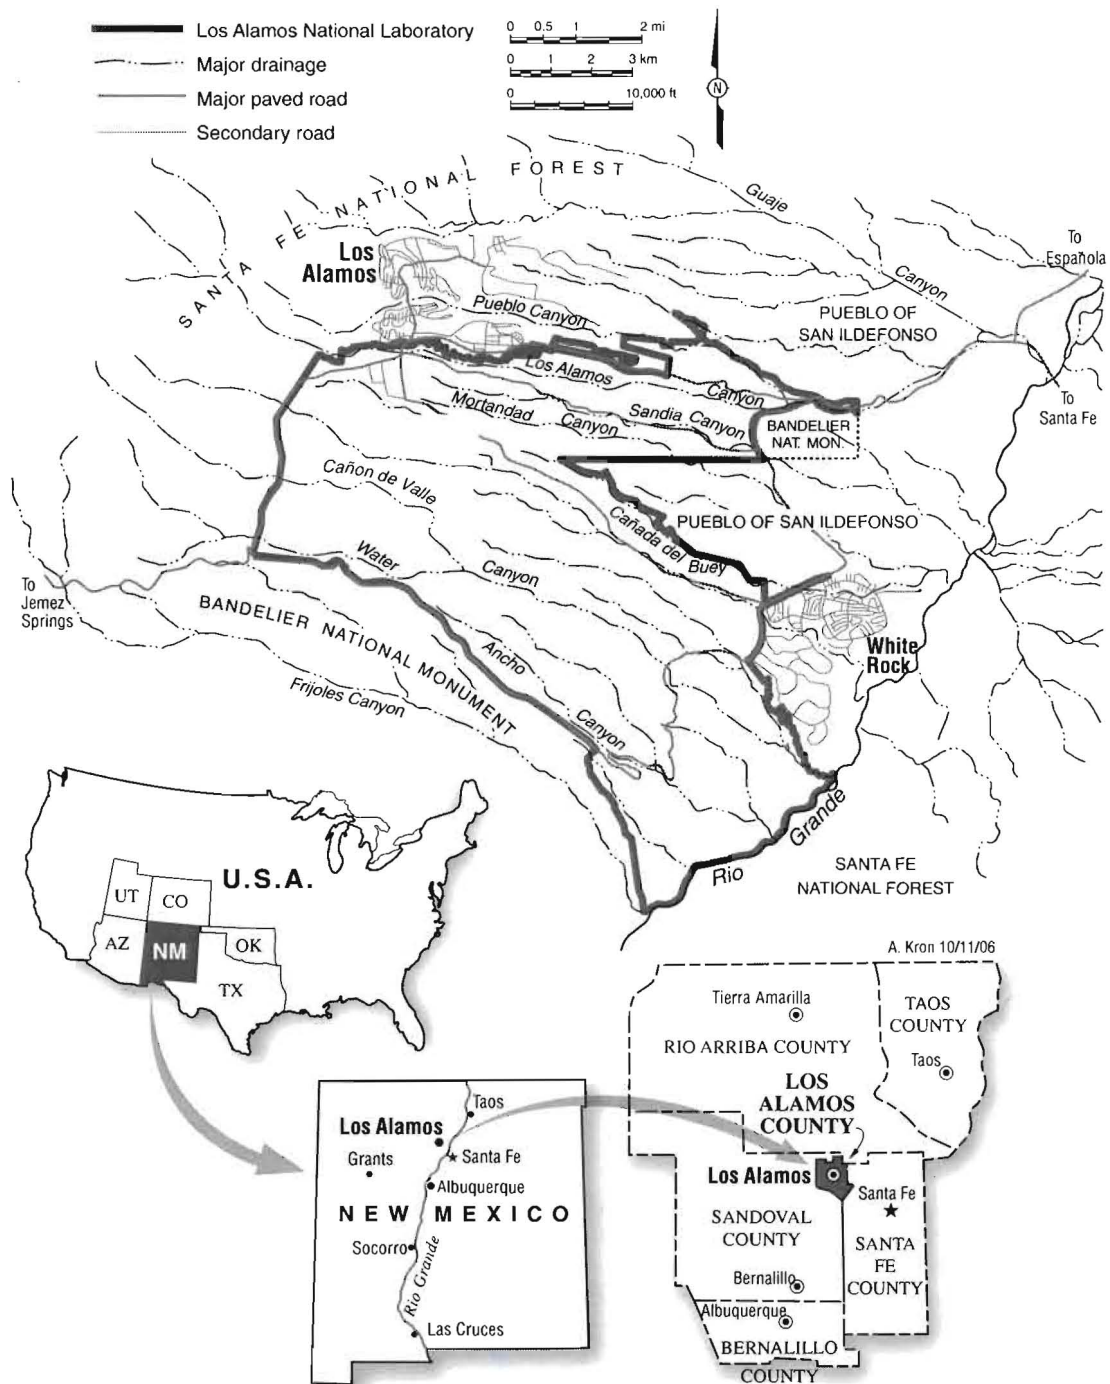 Los Alamos National Laboratory
Major drainage
Major paved road
Secondary road
0 0.5 1 2 mi
0 1 2 3 km
0 10,000 ft
N
SANTA FE NATIONAL FOREST
Guaje
Canyon
To
Española
Los
Alamos
Pueblo Canyon
PUEBLO OF
SAN ILDEFONSO
Los Alamos
Canyon
To
Santa Fe
Mortandad
Canyon
Sandia Canyon
BANDELIER
NAT. MON.
Cañon de Valle
Cañada del Buey
PUEBLO OF SAN ILDEFONSO
Water
Canyon
To
Jemez
Springs
BANDELIER NATIONAL MONUMENT
Ancho
Canyon
Frijoles Canyon
White
Rock
Rio Grande
SANTA FE
NATIONAL FOREST
A. Kron 10/11/06
U.S.A.
UT
CO
AZ
NM
OK
TX
Taos
Los Alamos
Santa Fe
Grants
Albuquerque
NEW MEXICO
Socorro
Rio Grande
Las Cruces
Tierra Amarilla
RIO ARRIBA COUNTY
TAOS
COUNTY
Taos
LOS
ALAMOS
COUNTY
Los Alamos
Santa Fe
SANDOVAL
COUNTY
SANTA
FE
COUNTY
Bernalillo
Albuquerque
BERNALILLO
COUNTY